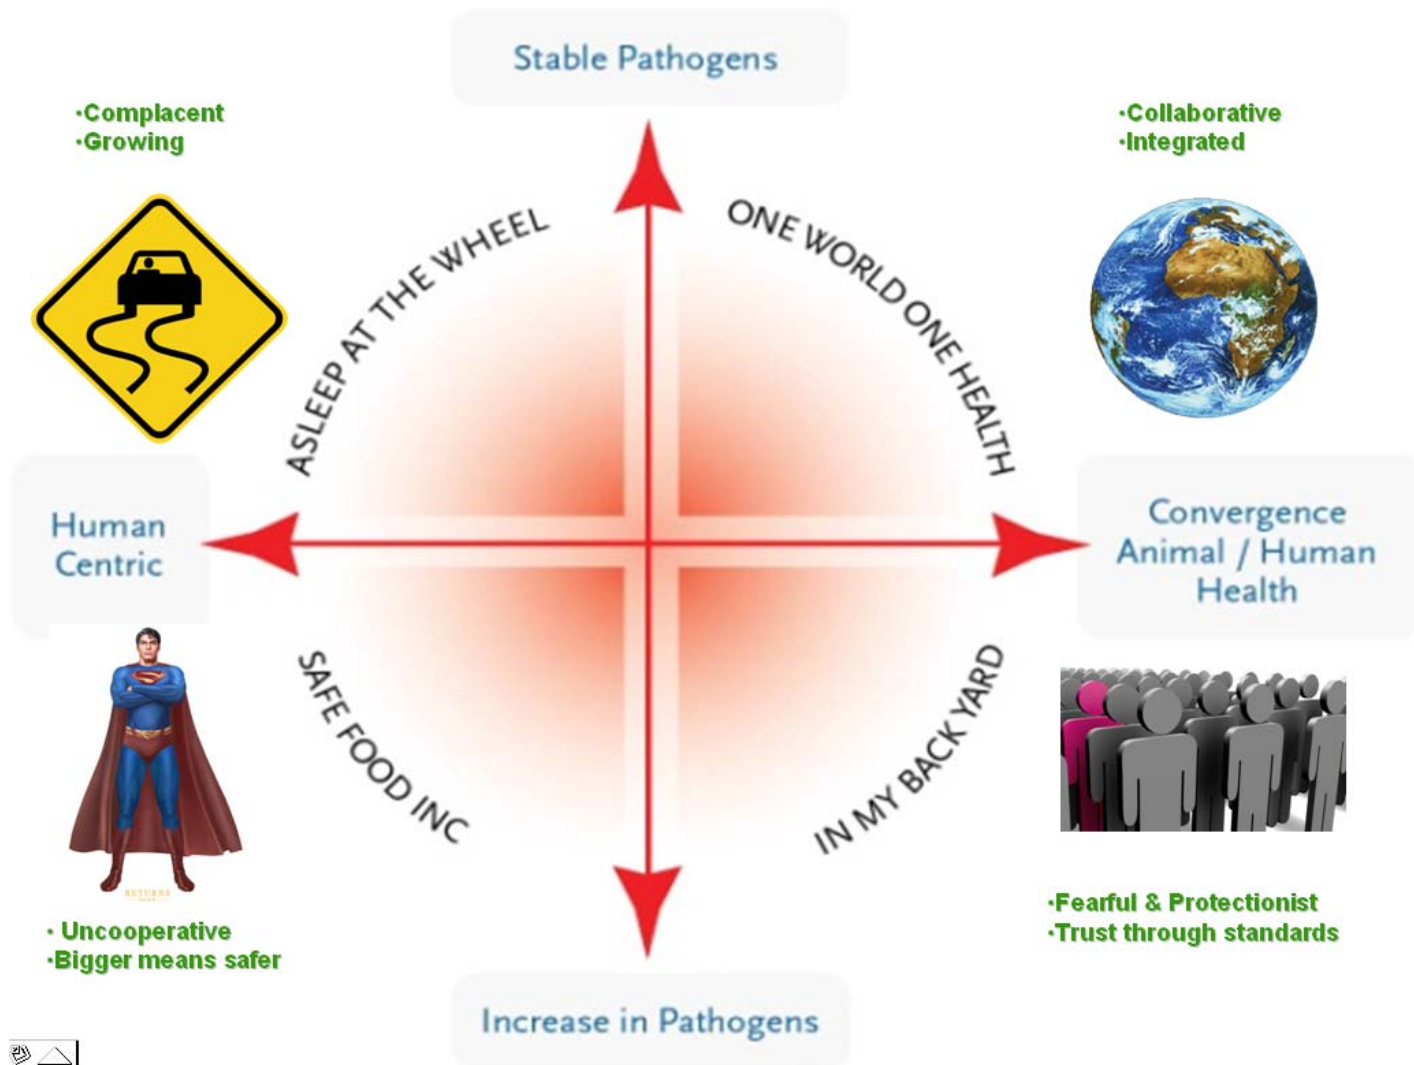 Stable Pathogens
•Complacent
•Growing
•Collaborative
•Integrated
ASLEEP AT THE WHEEL
ONE WORLD ONE HEALTH
Human
Centric
Convergence
Animal / Human
Health
SAFE FOOD INC
IN MY BACK YARD
RETURNS
• Uncooperative
•Bigger means safer
•Fearful & Protectionist
•Trust through standards
Increase in Pathogens